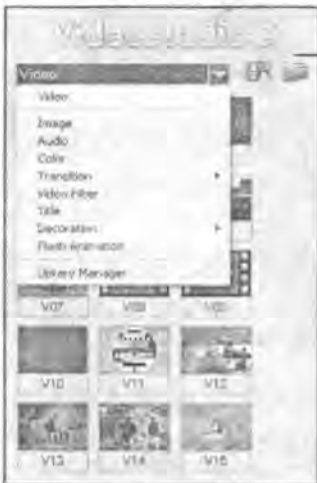 Video
Video
Image
Audio
Color
Transition
Video Filter
Title
Decoration
Flash Animation
Library Manager
V07 V08 V09
V10 V11 V12
V13 V14 V15